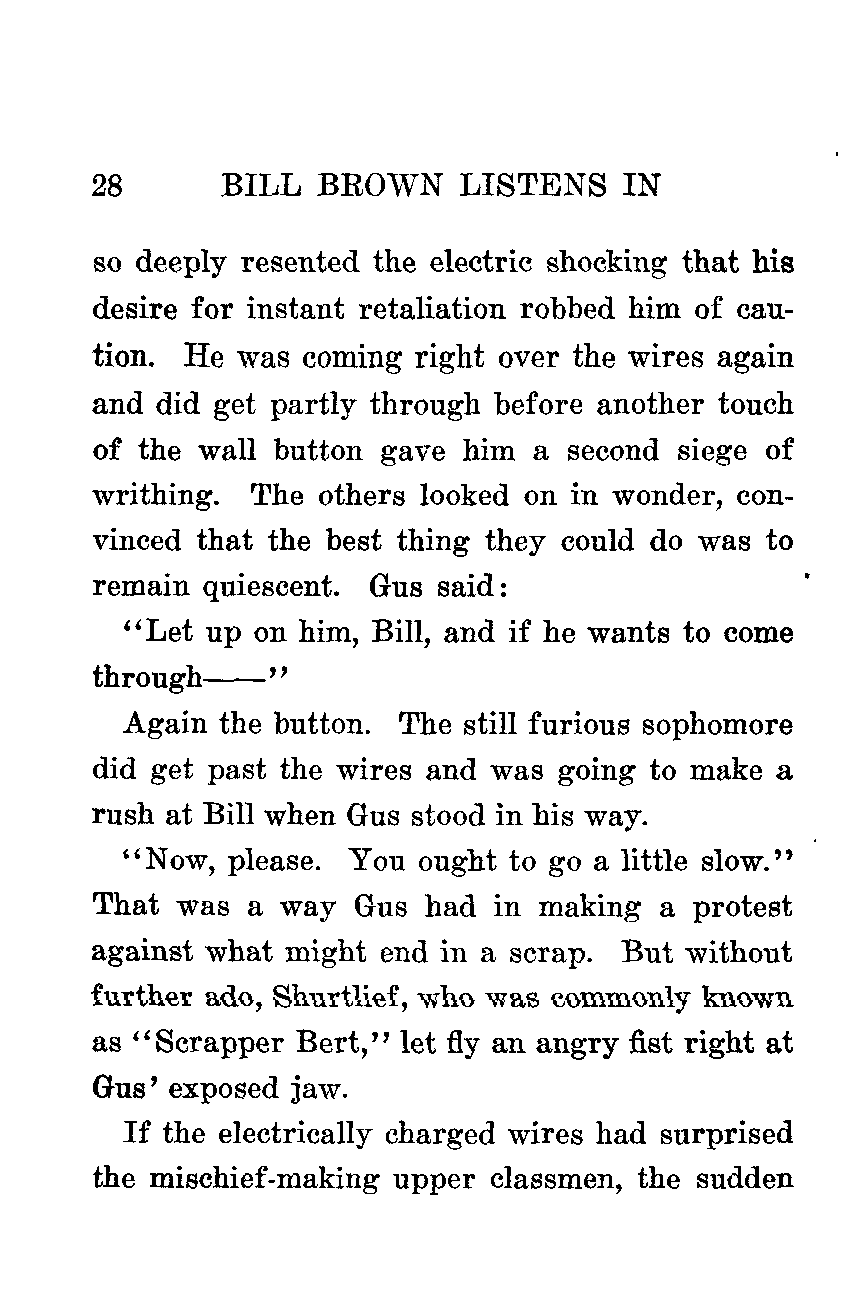 28 BILL BROWN LISTENS IN
so deeply resented the electric shocking that his
desire for instant retaliation robbed him of cau-
tion. He was coming right over the wires again
and did get partly through before another touch
of the wall button gave him a second siege of
writhing. The others looked on in wonder, con-
vinced that the best thing they could do was to
remain quiescent. Gus said:
“Let up on him, Bill, and if he wants to come
through——”
Again the button. The still furious sophomore
did get past the wires and was going to make a
rush at Bill when Gus stood in his way.
“Now, please. You ought to go a little slow.”
That was a way Gus had in making a protest
against what might end in a scrap. But without
further ado, Shurtlief, who was commonly known
as “Scrapper Bert,” let fly an angry fist right at
Gus’ exposed jaw.
If the electrically charged wires had surprised
the mischief-making upper classmen, the sudden